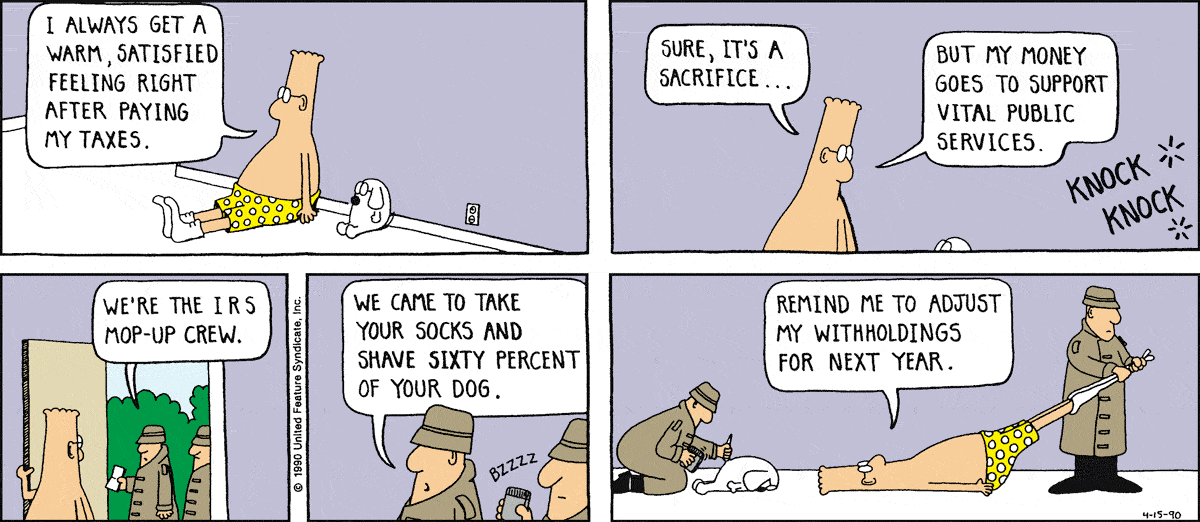 I ALWAYS GET A
WARM, SATISFIED
FEELING RIGHT
AFTER PAYING
MY TAXES.
SURE, IT'S A
SACRIFICE...
BUT MY MONEY
GOES TO SUPPORT
VITAL PUBLIC
SERVICES.
KNOCK
KNOCK
WE'RE THE IRS
MOP-UP CREW.
© 1990 United Feature Syndicate, Inc.
WE CAME TO TAKE
YOUR SOCKS AND
SHAVE SIXTY PERCENT
OF YOUR DOG.
BZZZZ
REMIND ME TO ADJUST
MY WITHHOLDINGS
FOR NEXT YEAR.
4-15-90